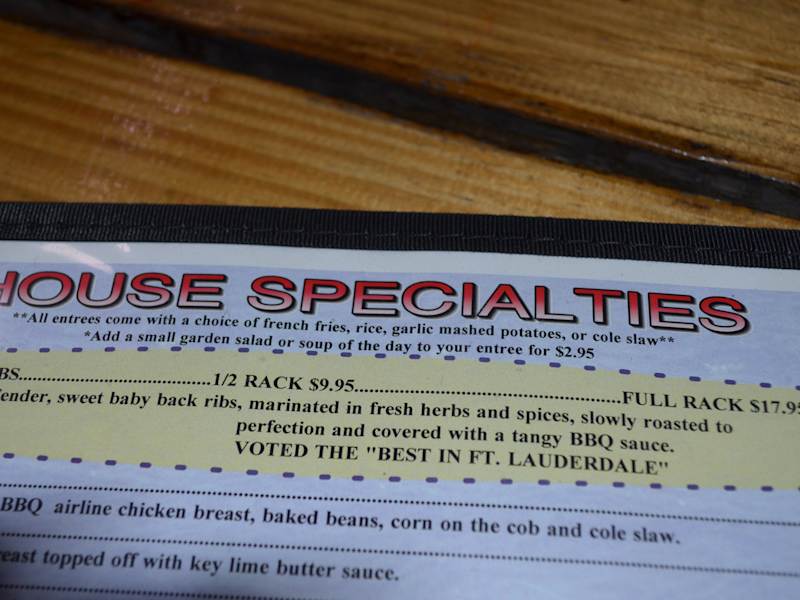 HOUSE SPECIALTIES
**All entrees come with a choice of french fries, rice, garlic mashed potatoes, or cole slaw**
*Add a small garden salad or soup of the day to your entree for $2.95
BS....................................1/2 RACK $9.95..................................................FULL RACK $17.95
Tender, sweet baby back ribs, marinated in fresh herbs and spices, slowly roasted to
perfection and covered with a tangy BBQ sauce.
VOTED THE "BEST IN FT. LAUDERDALE"
BBQ airline chicken breast, baked beans, corn on the cob and cole slaw.
reast topped off with key lime butter sauce.